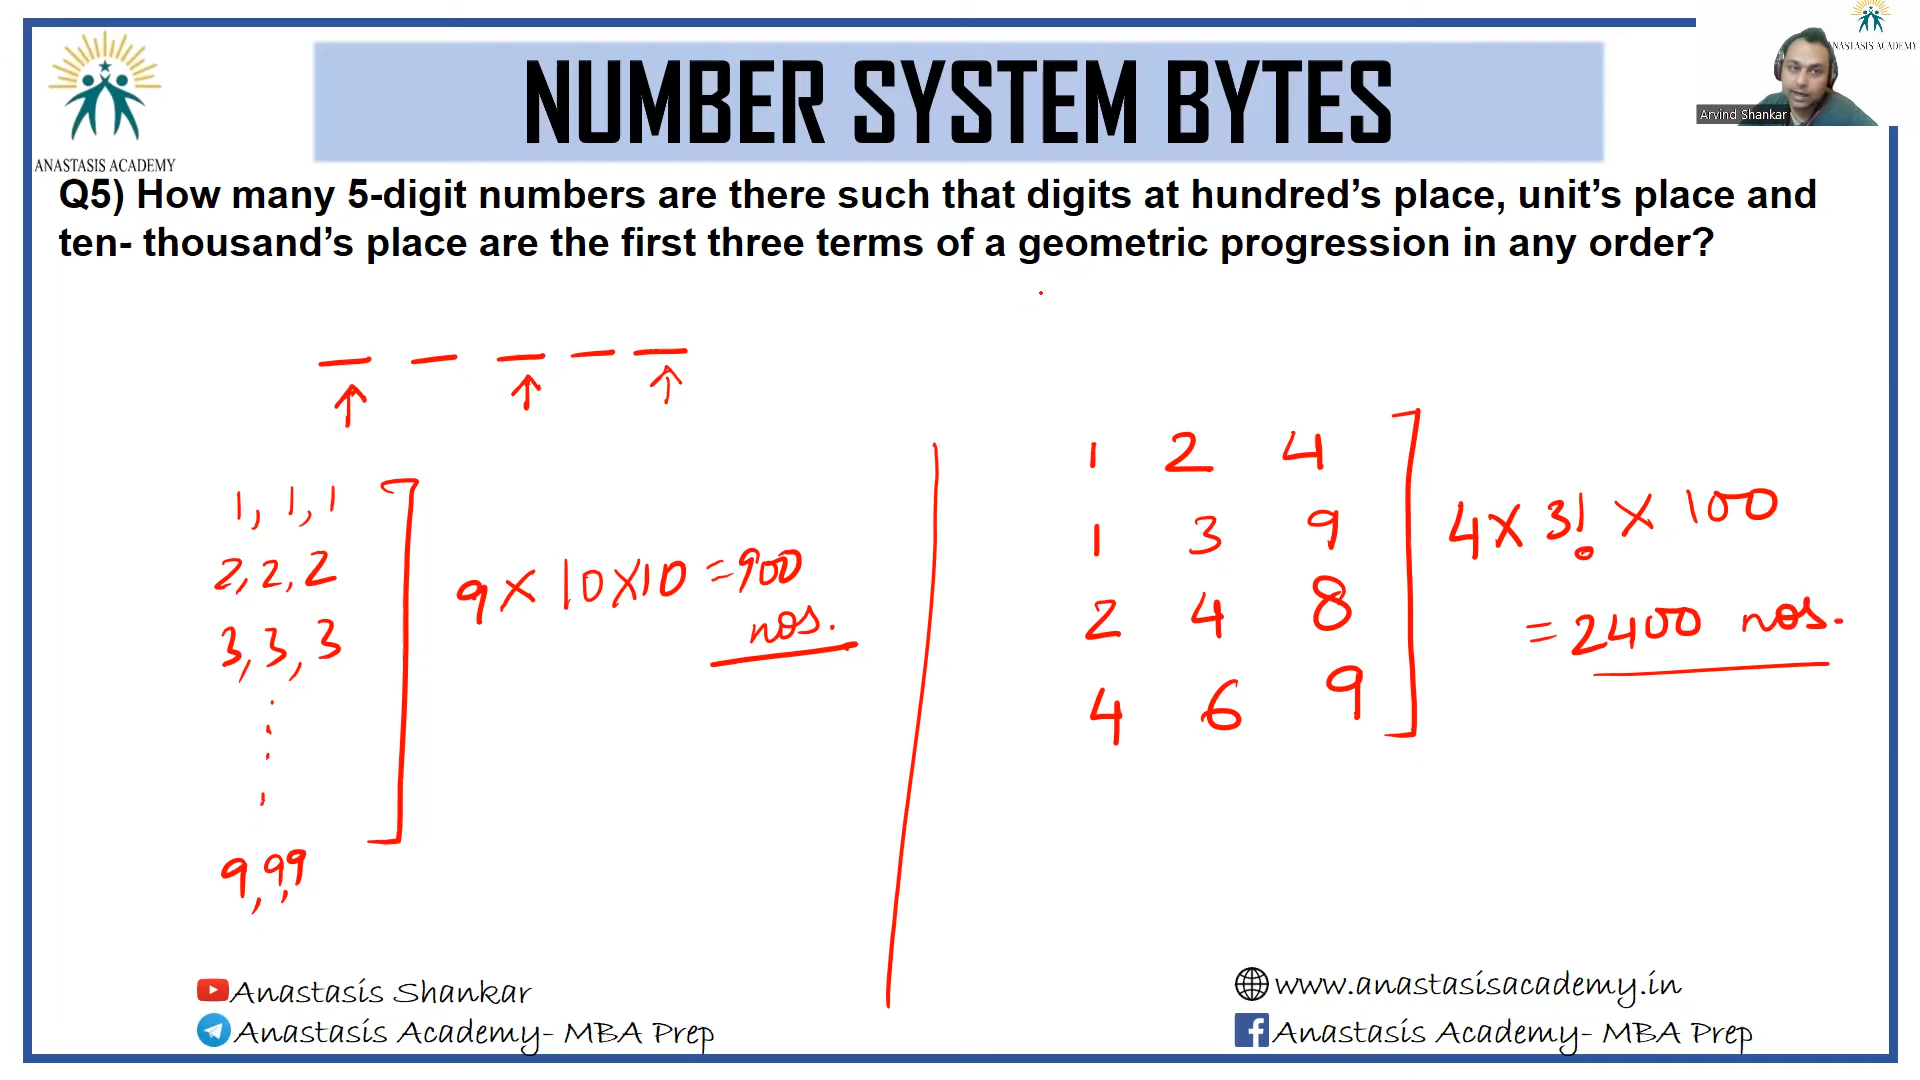 NASTASIS ACADEMY
Arvind Shankar
ANASTASIS ACADEMY
NUMBER SYSTEM BYTES
Q5) How many 5-digit numbers are there such that digits at hundred's place, unit's place and
ten- thousand's place are the first three terms of a geometric progression in any order?
1, 1, 1
2, 2, 2
3, 3, 3
9, 9, 9
9 × 10 × 10 = 900
nos.
1 2 4
1 3 9
2 4 8
4 6 9
4 × 3! × 100
= 2400 nos.
Anastasis Shankar
Anastasis Academy- MBA Prep
www.anastasisacademy.in
Anastasis Academy- MBA Prep